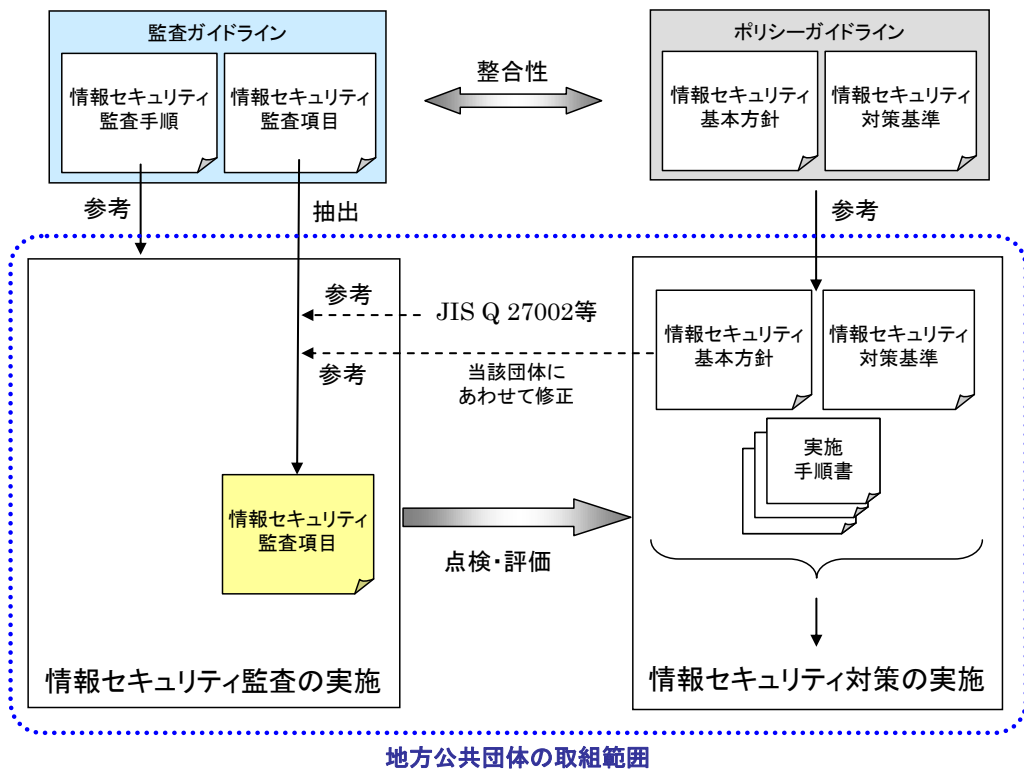 監査ガイドライン
情報セキュリティ
監査手順
情報セキュリティ
監査項目
整合性
ポリシーガイドライン
情報セキュリティ
基本方針
情報セキュリティ
対策基準
参考
抽出
参考
参考
JIS Q 27002等
参考
当該団体に
あわせて修正
情報セキュリティ
基本方針
情報セキュリティ
対策基準
実施
手順書
情報セキュリティ
監査項目
点検・評価
情報セキュリティ監査の実施
情報セキュリティ対策の実施
地方公共団体の取組範囲